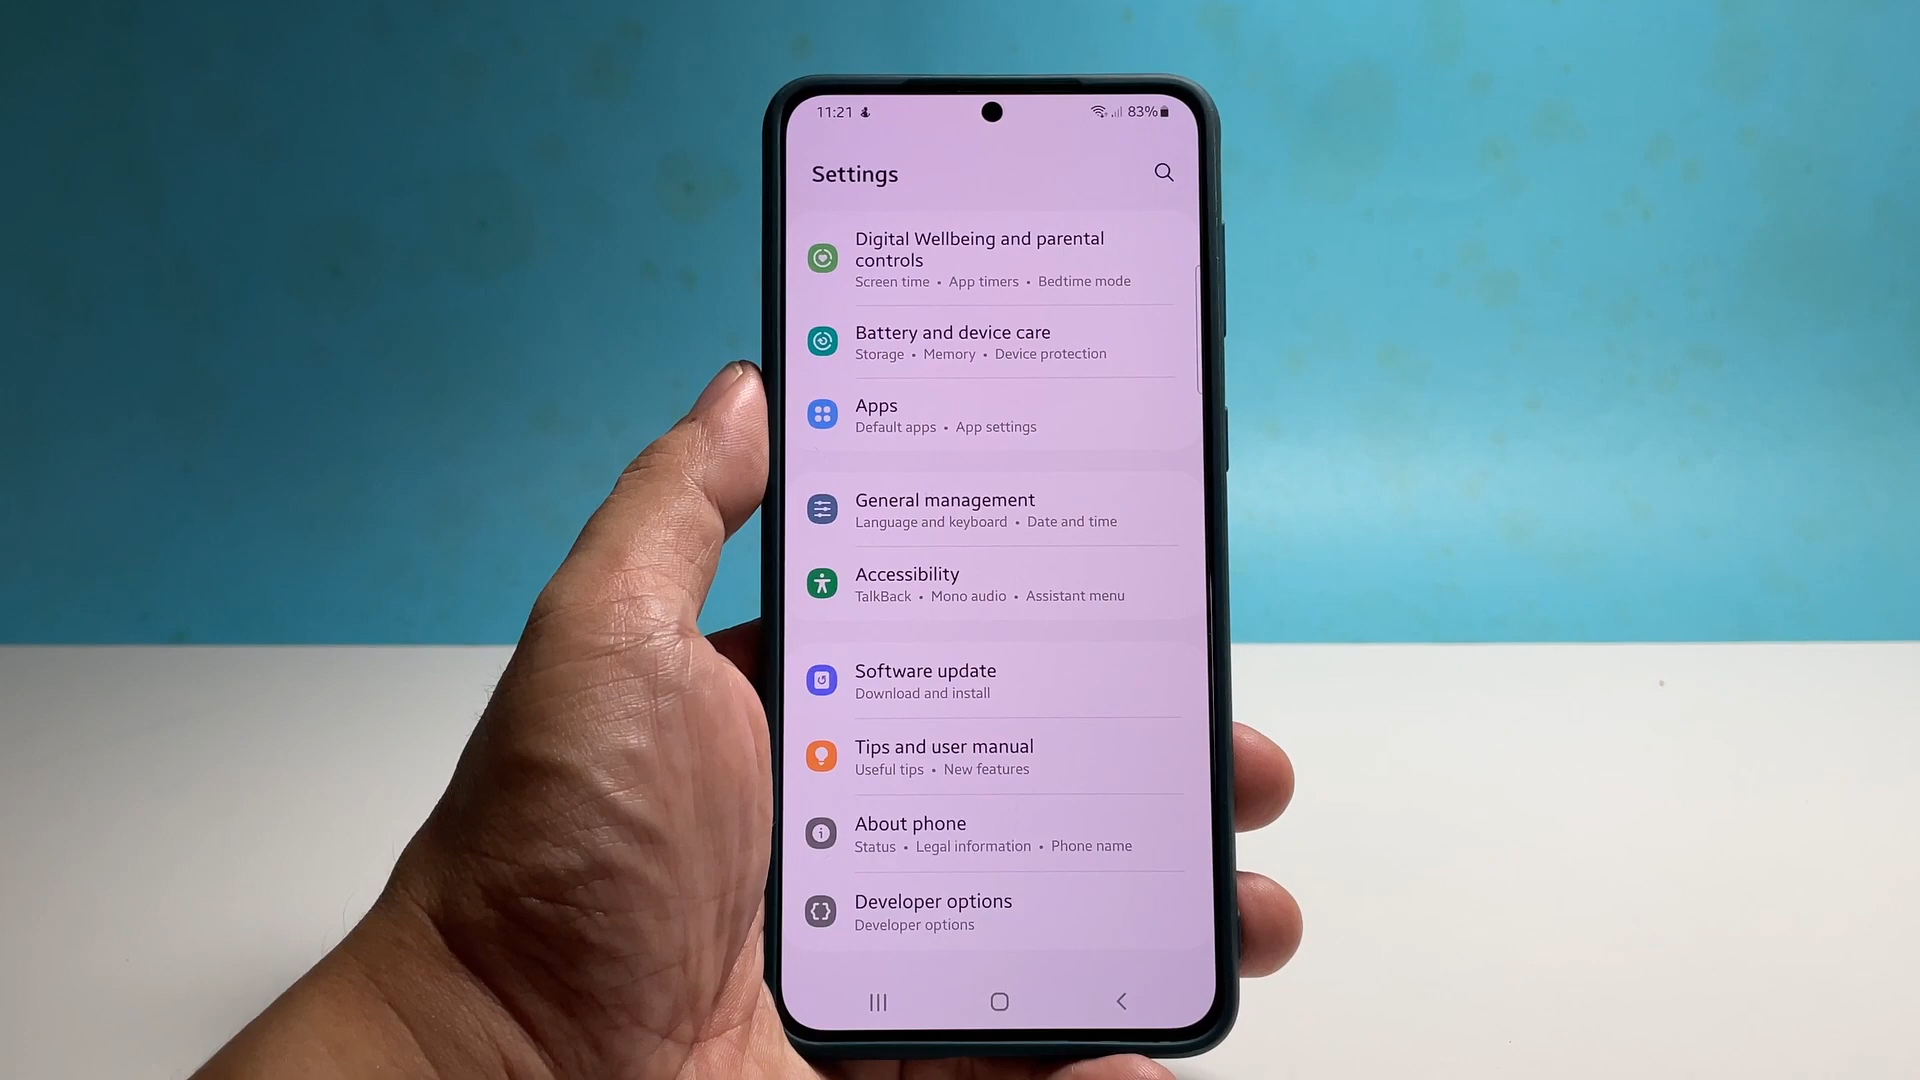 11:21
83%
Settings
Digital Wellbeing and parental
controls
Screen time • App timers • Bedtime mode
Battery and device care
Storage • Memory • Device protection
Apps
Default apps • App settings
General management
Language and keyboard • Date and time
Accessibility
TalkBack • Mono audio • Assistant menu
Software update
Download and install
Tips and user manual
Useful tips • New features
About phone
Status • Legal information • Phone name
Developer options
Developer options